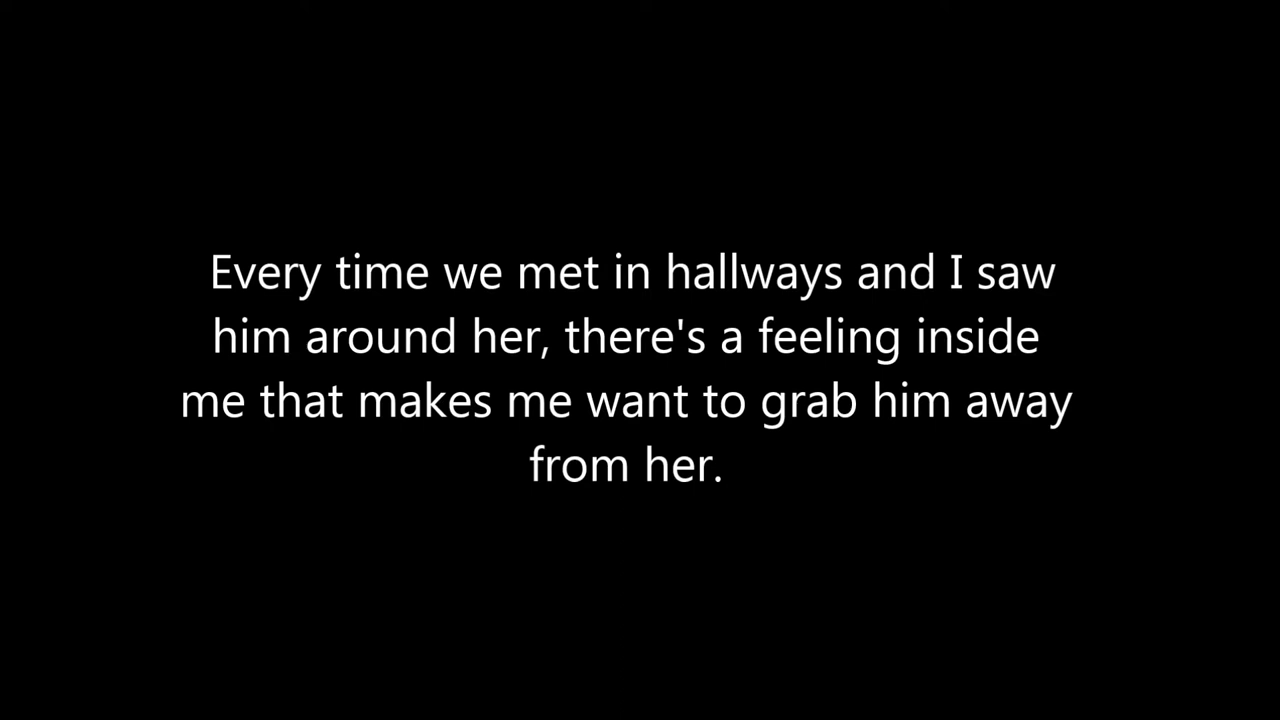 Every time we met in hallways and I saw
him around her, there's a feeling inside
me that makes me want to grab him away
from her.